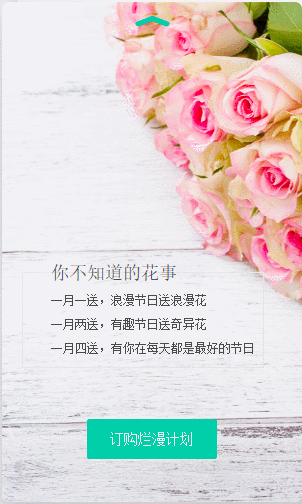 你不知道的花事
一月一送，浪漫节日送浪漫花
一月两送，有趣节日送奇异花
一月四送，有你在每天都是最好的节日
订购烂漫计划